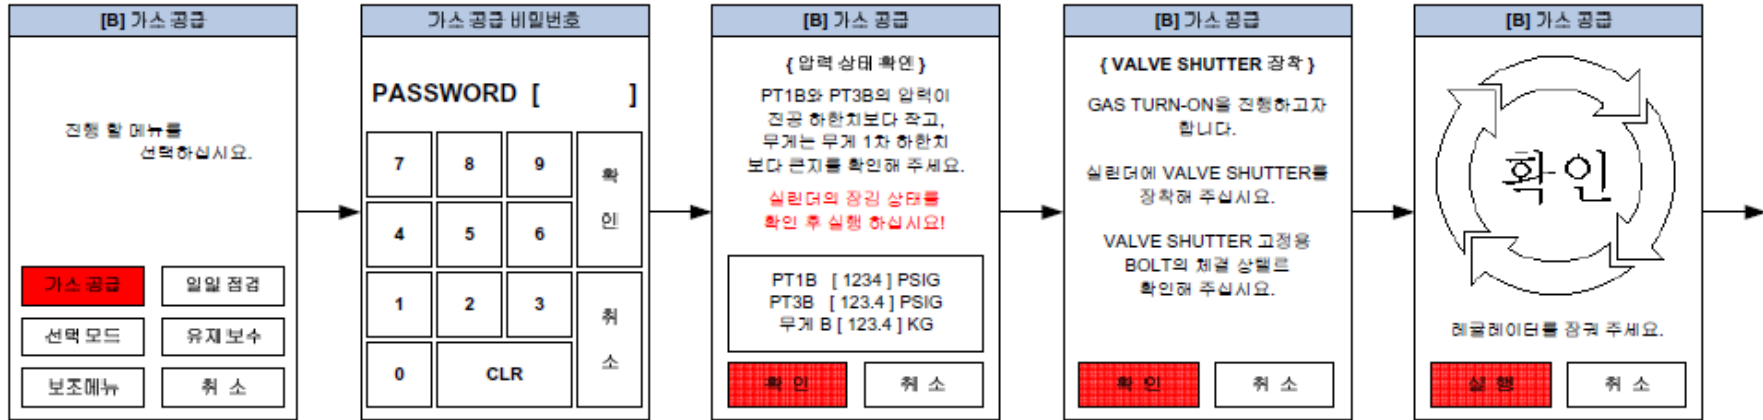 [B] 가스 공급
진행 할 메뉴를
선택하십시요.
가스 공급
일일 점검
선택 모드
유지 보수
보조메뉴
취 소
가스 공급 비밀번호
PASSWORD [ ]
7 8 9
확
인
4 5 6
1 2 3
취
소
0 CLR
[B] 가스 공급
{ 압력 상태 확인 }
PT1B와 PT3B의 압력이
진공 하한치보다 작고,
무게는 무게 1차 하한치
보다 큰지를 확인해 주세요.
실린더의 잠김 상태를
확인 후 실행 하십시요!
PT1B [ 1234 ] PSIG
PT3B [ 123.4 ] PSIG
무게 B [ 123.4 ] KG
확 인
취 소
[B] 가스 공급
{ VALVE SHUTTER 장착 }
GAS TURN-ON을 진행하고자
합니다.
실린더에 VALVE SHUTTER를
장착해 주십시요.
VALVE SHUTTER 고정용
BOLT의 체결 상탤르
확인해 주십시요.
확 인
취 소
[B] 가스 공급
확 인
레귤레이터를 잠궈 주세요.
실 행
취 소